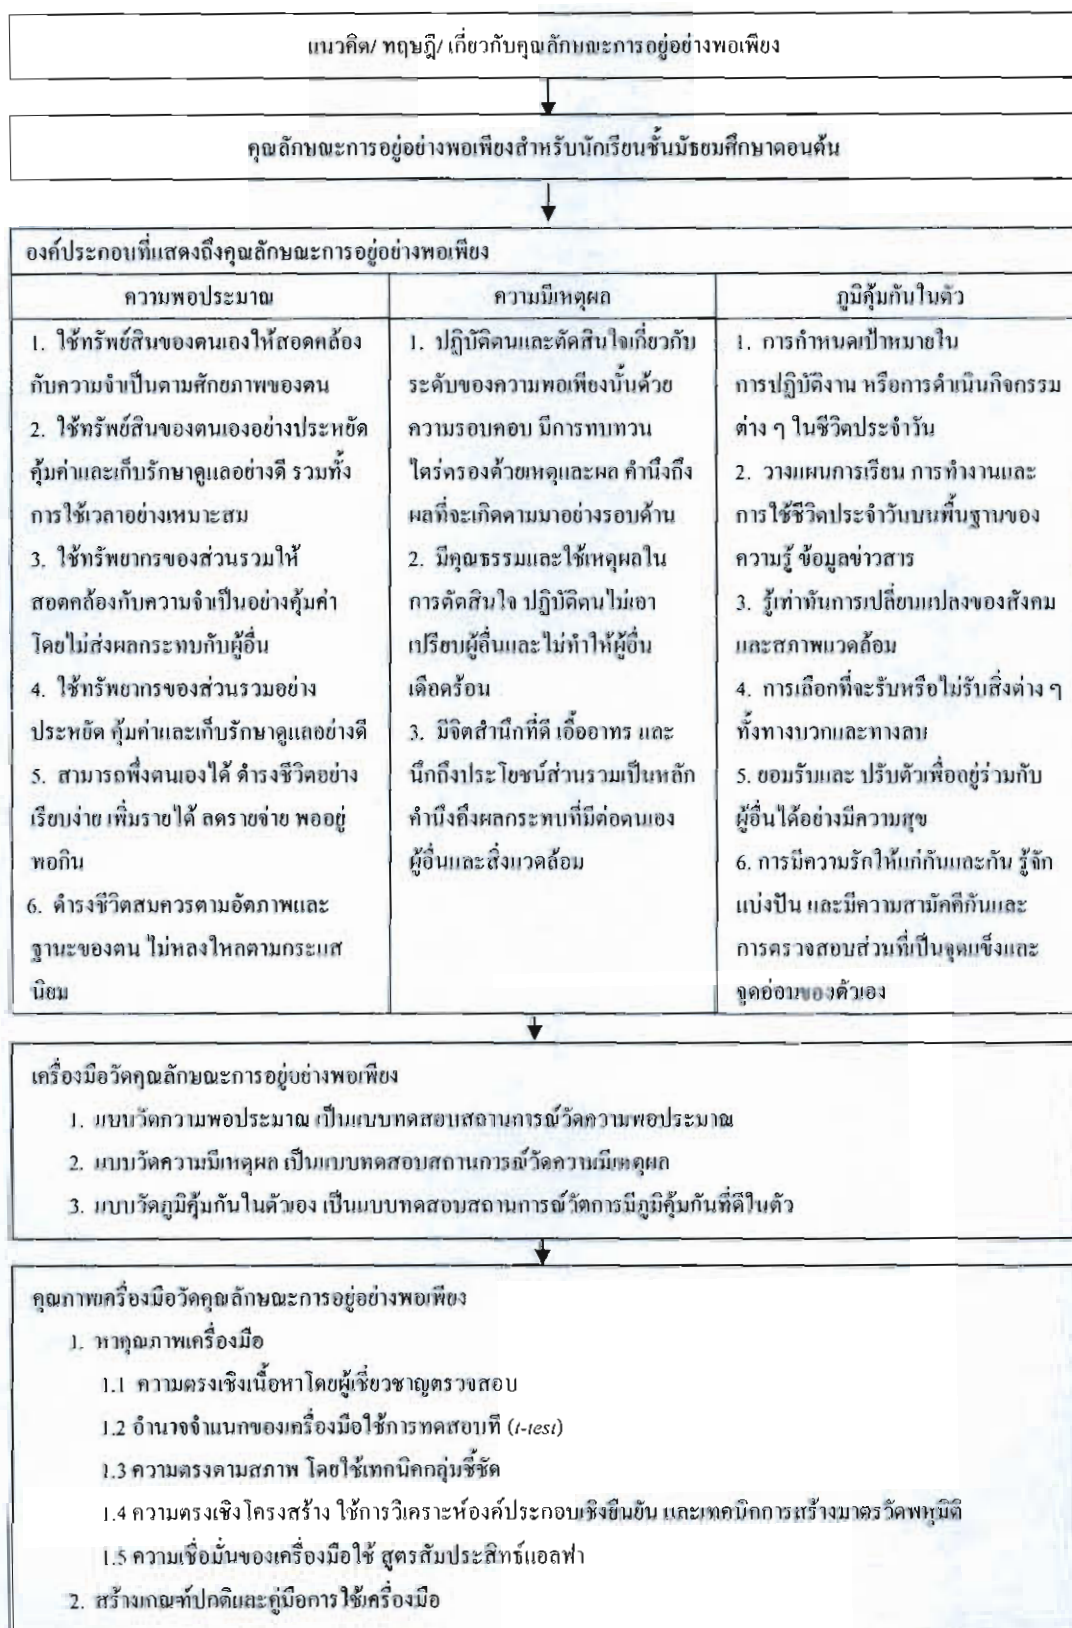 แนวคิด/ ทฤษฎี/ เกี่ยวกับคุณลักษณะการอยู่อย่างพอเพียง
คุณลักษณะการอยู่อย่างพอเพียงสำหรับนักเรียนชั้นมัธยมศึกษาตอนต้น
องค์ประกอบที่แสดงถึงคุณลักษณะการอยู่อย่างพอเพียง
ความพอประมาณ
1. ใช้ทรัพย์สินของตนเองให้สอดคล้อง
กับความจำเป็นตามศักยภาพของตน
2. ใช้ทรัพย์สินของตนเองอย่างประหยัด
คุ้มค่าและเก็บรักษาดูแลอย่างดี รวมทั้ง
การใช้เวลาอย่างเหมาะสม
3. ใช้ทรัพยากรของส่วนรวมให้
สอดคล้องกับความจำเป็นอย่างคุ้มค่า
โดยไม่ส่งผลกระทบกับผู้อื่น
4. ใช้ทรัพยากรของส่วนรวมอย่าง
ประหยัด คุ้มค่าและเก็บรักษาดูแลอย่างดี
5. สามารถพึ่งตนเองได้ ดำรงชีวิตอย่าง
เรียบง่าย เพิ่มรายได้ ลดรายจ่าย พออยู่
พอกิน
6. ดำรงชีวิตสมควรตามอัตภาพและ
ฐานะของตน ไม่หลงใหลตามกระแส
นิยม
ความมีเหตุผล
1. ปฏิบัติตนและตัดสินใจเกี่ยวกับ
ระดับของความพอเพียงนั้นด้วย
ความรอบคอบ มีการทบทวน
ไตร่ตรองด้วยเหตุและผล คำนึงถึง
ผลที่จะเกิดตามมาอย่างรอบด้าน
2. มีคุณธรรมและใช้เหตุผลใน
การตัดสินใจ ปฏิบัติตนไม่เอา
เปรียบผู้อื่นและไม่ทำให้ผู้อื่น
เดือดร้อน
3. มีจิตสำนึกที่ดี เอื้ออาทร และ
นึกถึงประโยชน์ส่วนรวมเป็นหลัก
คำนึงถึงผลกระทบที่มีต่อตนเอง
ผู้อื่นและสิ่งแวดล้อม
ภูมิคุ้มกันในตัว
1. การกำหนดเป้าหมายใน
การปฏิบัติงาน หรือการดำเนินกิจกรรม
ต่าง ๆ ในชีวิตประจำวัน
2. วางแผนการเรียน การทำงานและ
การใช้ชีวิตประจำวันบนพื้นฐานของ
ความรู้ ข้อมูลข่าวสาร
3. รู้เท่าทันการเปลี่ยนแปลงของสังคม
และสภาพแวดล้อม
4. การเลือกที่จะรับหรือไม่รับสิ่งต่าง ๆ
ทั้งทางบวกและทางลบ
5. ยอมรับและ ปรับตัวเพื่ออยู่ร่วมกับ
ผู้อื่นได้อย่างมีความสุข
6. การมีความรักให้แก่กันและกัน รู้จัก
แบ่งปัน และมีความสามัคคีกันและ
การตรวจสอบส่วนที่เป็นจุดแข็งและ
จุดอ่อนของตัวเอง
เครื่องมือวัดคุณลักษณะการอยู่อย่างพอเพียง
1. แบบวัดความพอประมาณ เป็นแบบทดสอบสถานการณ์วัดความพอประมาณ
2. แบบวัดความมีเหตุผล เป็นแบบทดสอบสถานการณ์วัดความมีเหตุผล
3. แบบวัดภูมิคุ้มกันในตัวเอง เป็นแบบทดสอบสถานการณ์วัดการมีภูมิคุ้มกันที่ดีในตัว
คุณภาพเครื่องมือวัดคุณลักษณะการอยู่อย่างพอเพียง
1. หาคุณภาพเครื่องมือ
1.1 ความตรงเชิงเนื้อหาโดยผู้เชี่ยวชาญตรวจสอบ
1.2 อำนาจจำแนกของเครื่องมือใช้การทดสอบที (t-test)
1.3 ความตรงตามสภาพ โดยใช้เทคนิคกลุ่มชี้ชัด
1.4 ความตรงเชิงโครงสร้าง ใช้การวิเคราะห์องค์ประกอบเชิงยืนยัน และเทคนิคการสร้างมาตรวัดพหุมิติ
1.5 ความเชื่อมั่นของเครื่องมือใช้ สูตรสัมประสิทธ์แอลฟา
2. สร้างเกณฑ์ปกติและคู่มือการใช้เครื่องมือ